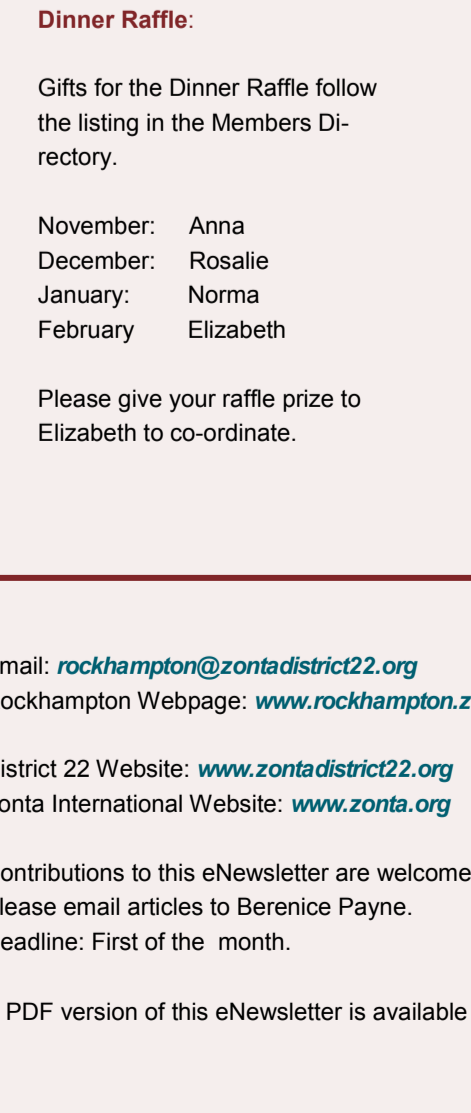 Dinner Raffle:
Gifts for the Dinner Raffle follow
the listing in the Members Di-
rectory.
November: Anna
December: Rosalie
January: Norma
February Elizabeth
Please give your raffle prize to
Elizabeth to co-ordinate.
mail: rockhampton@zontadistrict22.org
ockhampton Webpage: www.rockhampton.z
istrict 22 Website: www.zontadistrict22.org
onta International Website: www.zonta.org
ontributions to this eNewsletter are welcome
lease email articles to Berenice Payne.
eadline: First of the month.
PDF version of this eNewsletter is available